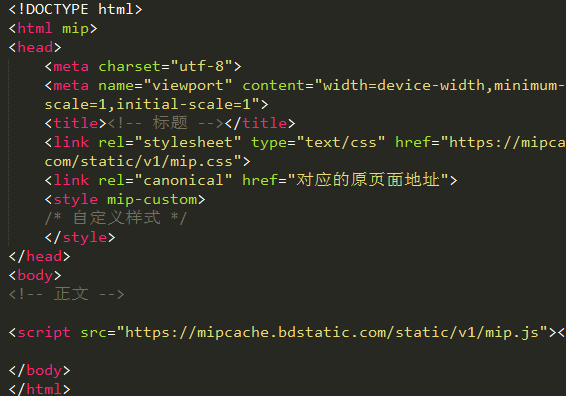 <!DOCTYPE html>
<html mip>
<head>
<meta charset="utf-8">
<meta name="viewport" content="width=device-width,minimum-
scale=1,initial-scale=1">
<title><!-- 标题 --></title>
<link rel="stylesheet" type="text/css" href="https://mipca
com/static/v1/mip.css">
<link rel="canonical" href="对应的原页面地址">
<style mip-custom>
/* 自定义样式 */
</style>
</head>
<body>
<!-- 正文 -->
<script src="https://mipcache.bdstatic.com/static/v1/mip.js"><
</body>
</html>